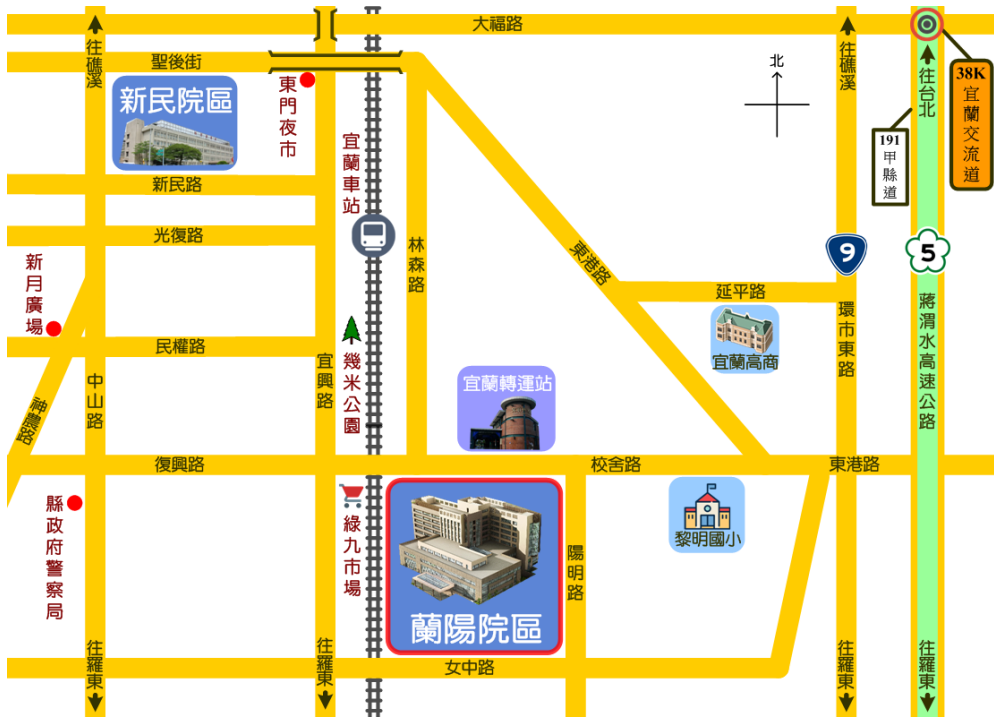 大福路
往礁溪
聖後街
往礁溪
往台北
38K
宜蘭交流道
北
新民院區
東門夜市
191
甲縣道
宜蘭車站
新民路
光復路
林森路
東港路
9
5
新月廣場
延平路
環市東路
蔣渭水高速公路
民權路
宜蘭高商
幾米公園
宜興路
中山路
神農路
宜蘭轉運站
復興路
校舍路
東港路
縣政府警察局
綠九市場
黎明國小
陽明路
蘭陽院區
女中路
往羅東
往羅東
往羅東
往羅東